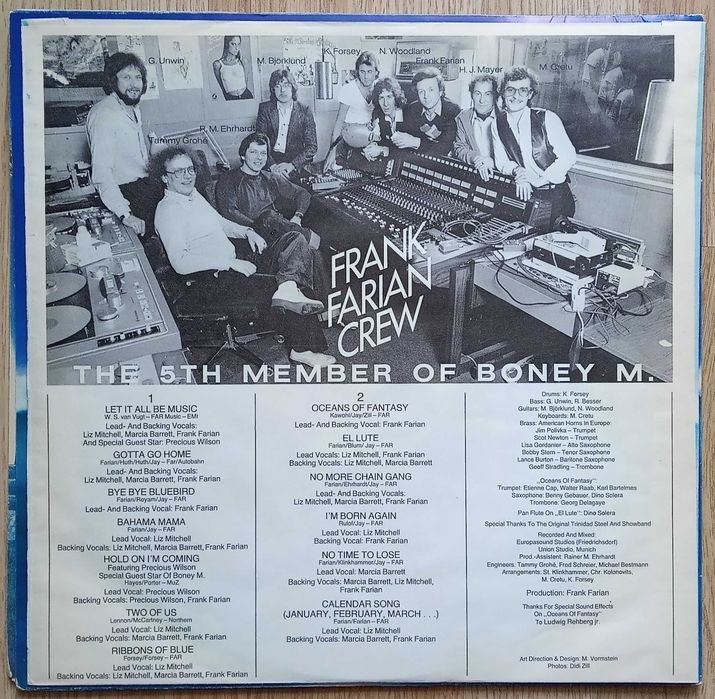 K. Forsey
N. Woodland
G. Unwin
M. Björklund
Frank Farian
H. J. Mayer
M. Cretu
R. M. Ehrhardt
Tammy Grohé
FRANK
FARIAN
CREW
THE 5TH MEMBER OF BONEY M.
1
LET IT ALL BE MUSIC
W. S. van Vugt – FAR Music – EMI
Lead- And Backing Vocals:
Liz Mitchell, Marcia Barrett, Frank Farian
And Special Guest Star: Precious Wilson
GOTTA GO HOME
Farian/Huth/Huth/Jay – Far/Autobahn
Lead- And Backing Vocals:
Liz Mitchell, Marcia Barrett, Frank Farian
BYE BYE BLUEBIRD
Farian/Reyam/Jay – FAR
Lead- And Backing Vocal: Frank Farian
BAHAMA MAMA
Farian/Jay – FAR
Lead Vocal: Liz Mitchell
Backing Vocals: Liz Mitchell, Marcia Barrett, Frank Farian
HOLD ON I'M COMING
Featuring Precious Wilson
Special Guest Star Of Boney M.
Hayes/Porter – MuZ
Lead Vocal: Precious Wilson
Backing Vocals: Precious Wilson, Frank Farian
TWO OF US
Lennon/McCartney – Northern
Lead Vocal: Liz Mitchell
Backing Vocals: Marcia Barrett, Frank Farian
RIBBONS OF BLUE
Forsey/Forsey – FAR
Lead Vocal: Liz Mitchell
Backing Vocals: Liz Mitchell, Marcia Barrett, Frank Farian
2
OCEANS OF FANTASY
Kawohl/Jay/Zill – FAR
Lead- And Backing Vocal: Frank Farian
EL LUTE
Farian/Blum/Jay – FAR
Lead Vocals: Liz Mitchell, Frank Farian
Backing Vocals: Liz Mitchell, Marcia Barrett
NO MORE CHAIN GANG
Farian/Ehrhardt/Jay – FAR
Lead- And Backing Vocals:
Liz Mitchell, Marcia Barrett, Frank Farian
I'M BORN AGAIN
Rulof/Jay – FAR
Lead Vocal: Liz Mitchell
Backing Vocal: Frank Farian
NO TIME TO LOSE
Farian/Klinkhammer/Jay – FAR
Lead Vocal: Marcia Barrett
Backing Vocals: Marcia Barrett, Liz Mitchell,
Frank Farian
CALENDAR SONG
(JANUARY, FEBRUARY, MARCH . . .)
Farian/Farian – FAR
Lead Vocal: Liz Mitchell
Backing Vocals: Marcia Barrett, Frank Farian
Drums: K. Forsey
Bass: G. Unwin, R. Besser
Guitars: M. Björklund, N. Woodland
Keyboards: M. Cretu
Brass: American Horns In Europe:
Jim Polivka – Trumpet
Scot Newton – Trumpet
Lisa Gordanier – Alto Saxophone
Bobby Stern – Tenor Saxophone
Lance Burton – Baritone Saxophone
Geoff Stradling – Trombone
„Oceans Of Fantasy":
Trumpet: Etienne Cap, Walter Raab, Karl Bartelmes
Saxophone: Benny Gebauer, Dino Solera
Trombone: Georg Delagaye
Pan Flute On „El Lute": Dino Solera
Special Thanks To The Original Trinidad Steel And Showband
Recorded And Mixed:
Europasound Studios (Friedrichsdorf)
Union Studio, Munich
Prod.-Assistent: Rainer M. Ehrhardt
Engineers: Tammy Grohé, Fred Schreier, Michael Bestmann
Arrangements: St. Klinkhammer, Chr. Kolonovits,
M. Cretu, K. Forsey
Production: Frank Farian
Thanks For Special Sound Effects
On „Oceans Of Fantasy"
To Ludwig Rehberg jr.
Art Direction & Design: M. Vormstein
Photos: Didi Zill